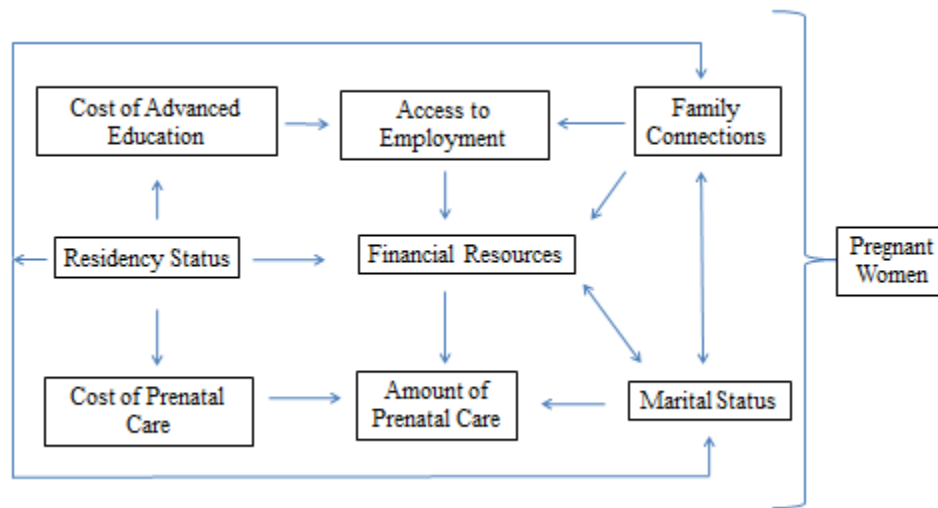 Cost of Advanced
Education
Access to
Employment
Family
Connections
Residency Status
Financial Resources
Pregnant
Women
Cost of Prenatal
Care
Amount of
Prenatal Care
Marital Status